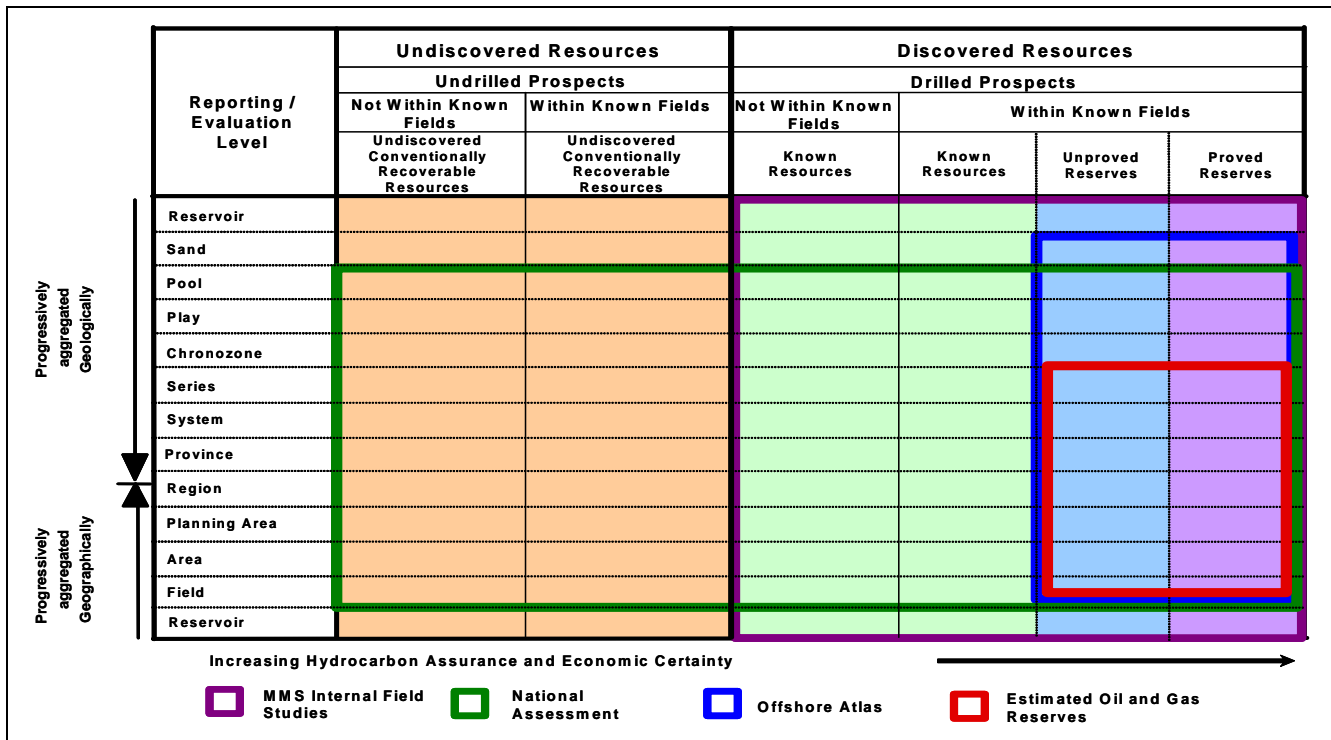 Undiscovered Resources
Discovered Resources
Undrilled Prospects
Drilled Prospects
Reporting /
Evaluation
Level
Not Within Known
Fields
Within Known Fields
Not Within Known
Fields
Within Known Fields
Undiscovered
Conventionally
Recoverable
Resources
Undiscovered
Conventionally
Recoverable
Resources
Known
Resources
Known
Resources
Unproved
Reserves
Proved
Reserves
Progressively
aggregated
Geologically
Reservoir
Sand
Pool
Play
Chronozone
Series
System
Province
Region
Planning Area
Area
Field
Reservoir
Progressively
aggregated
Geographically
Increasing Hydrocarbon Assurance and Economic Certainty
MMS Internal Field
Studies
National
Assessment
Offshore Atlas
Estimated Oil and Gas
Reserves